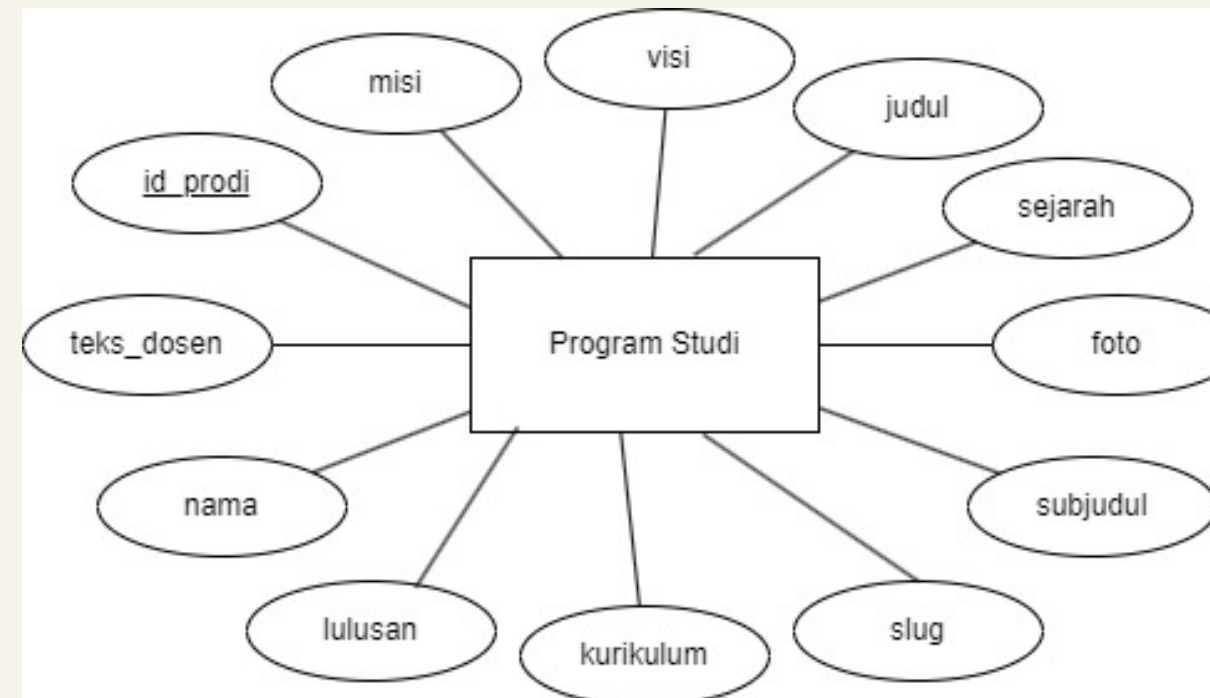 visi
misi
judul
id_prodi
sejarah
teks_dosen
Program Studi
foto
nama
subjudul
lulusan
kurikulum
slug